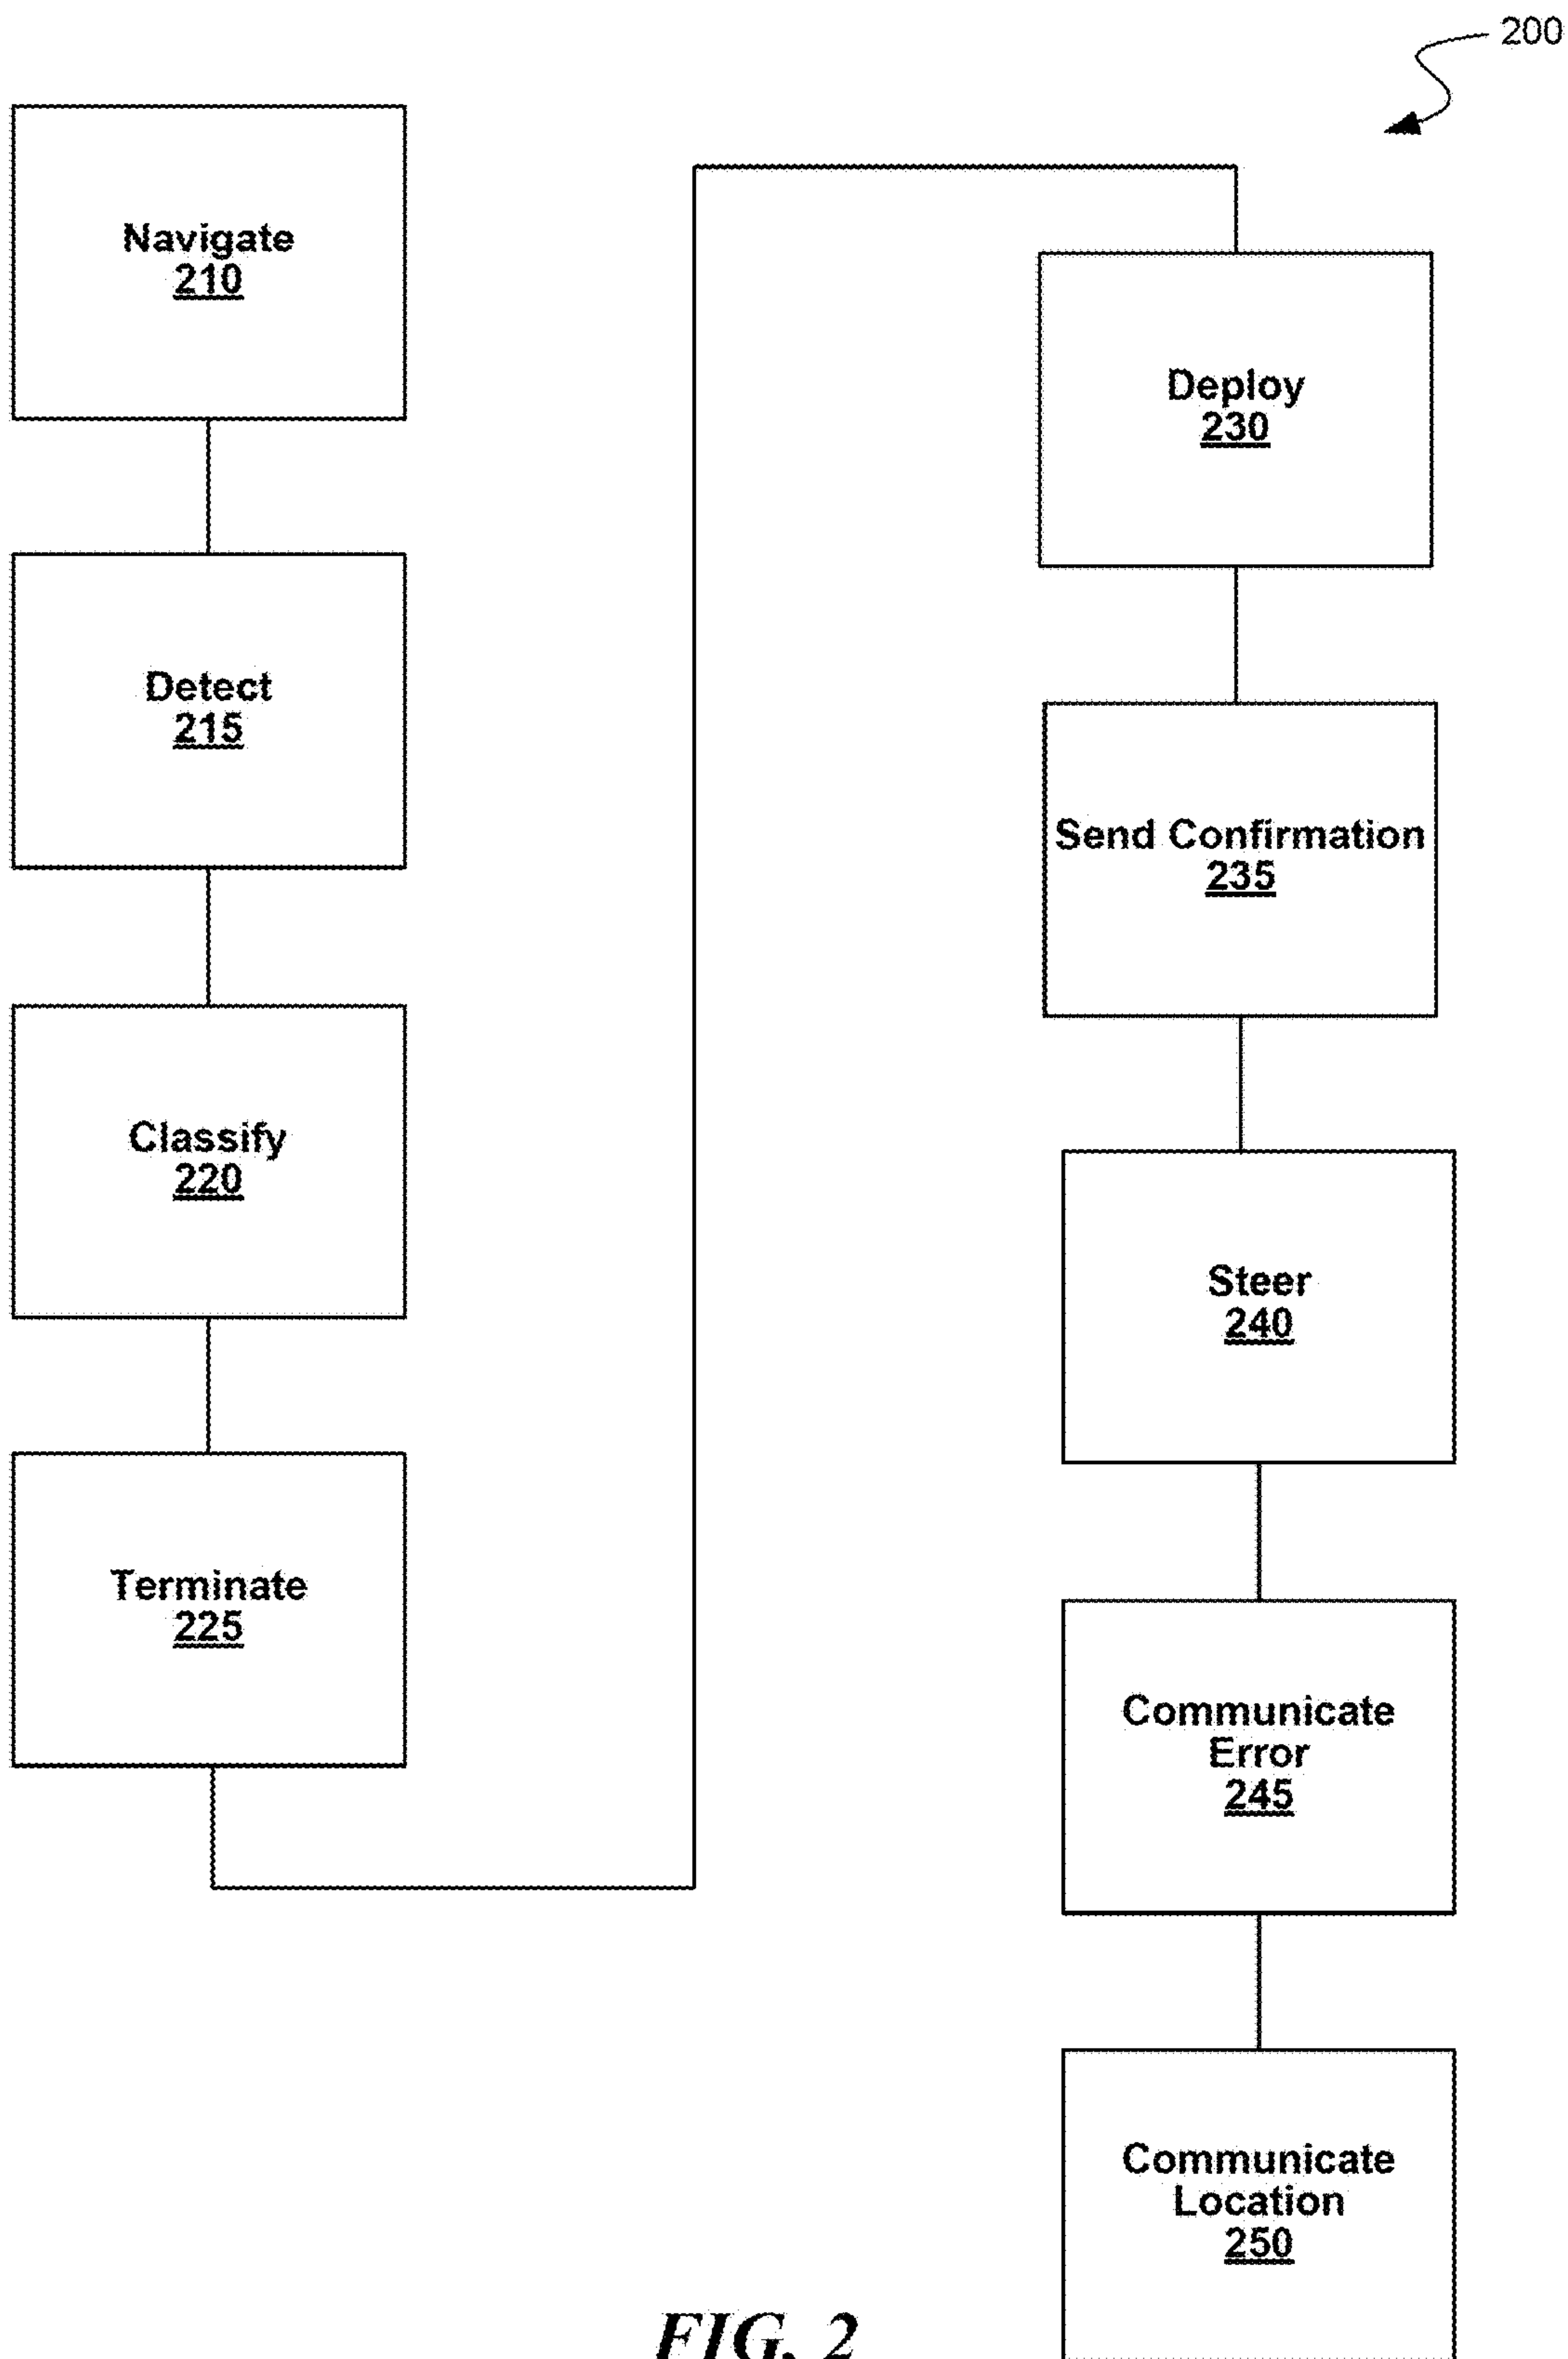 200
Navigate
210
Detect
215
Classify
220
Terminate
225
Deploy
230
Send Confirmation
235
Steer
240
Communicate
Error
245
Communicate
Location
250
FIG. 2